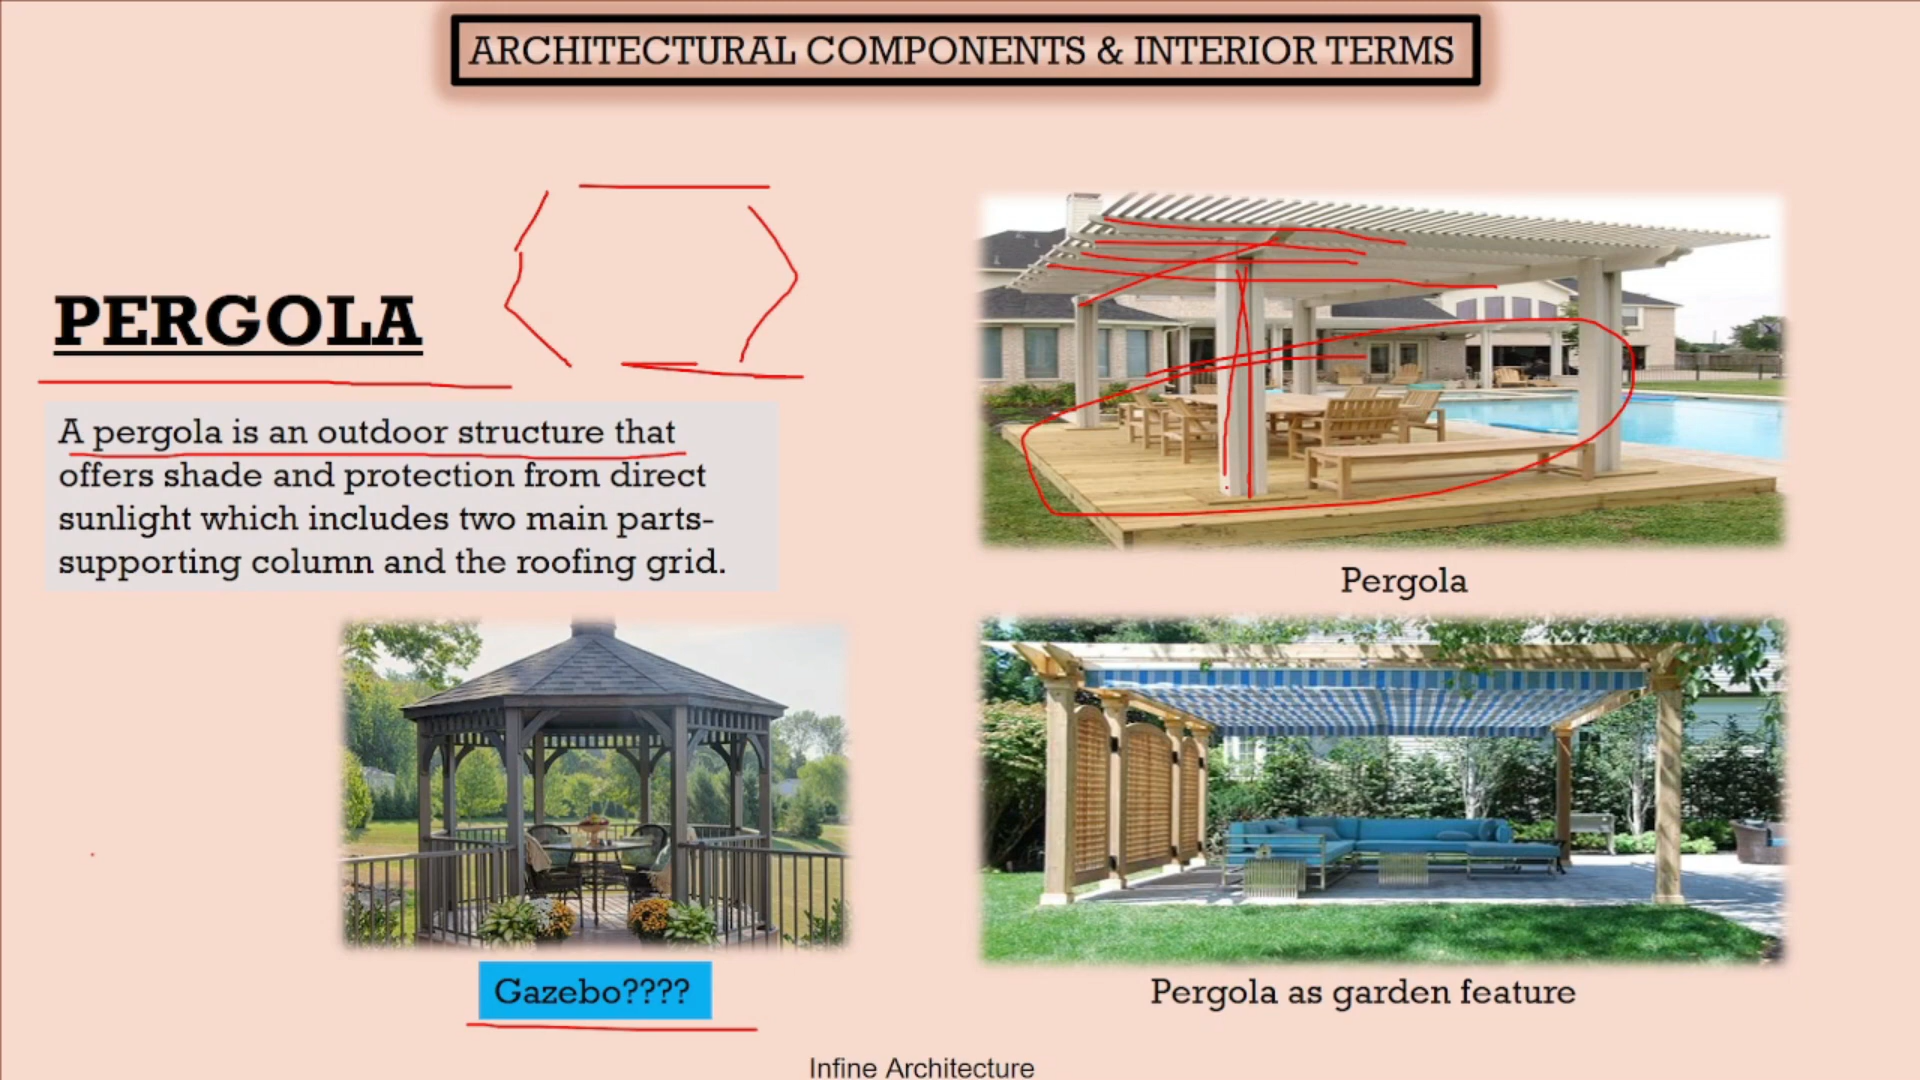 ARCHITECTURAL COMPONENTS & INTERIOR TERMS
PERGOLA
A pergola is an outdoor structure that
offers shade and protection from direct
sunlight which includes two main parts-
supporting column and the roofing grid.
Pergola
Gazebo????
Pergola as garden feature
Infine Architecture